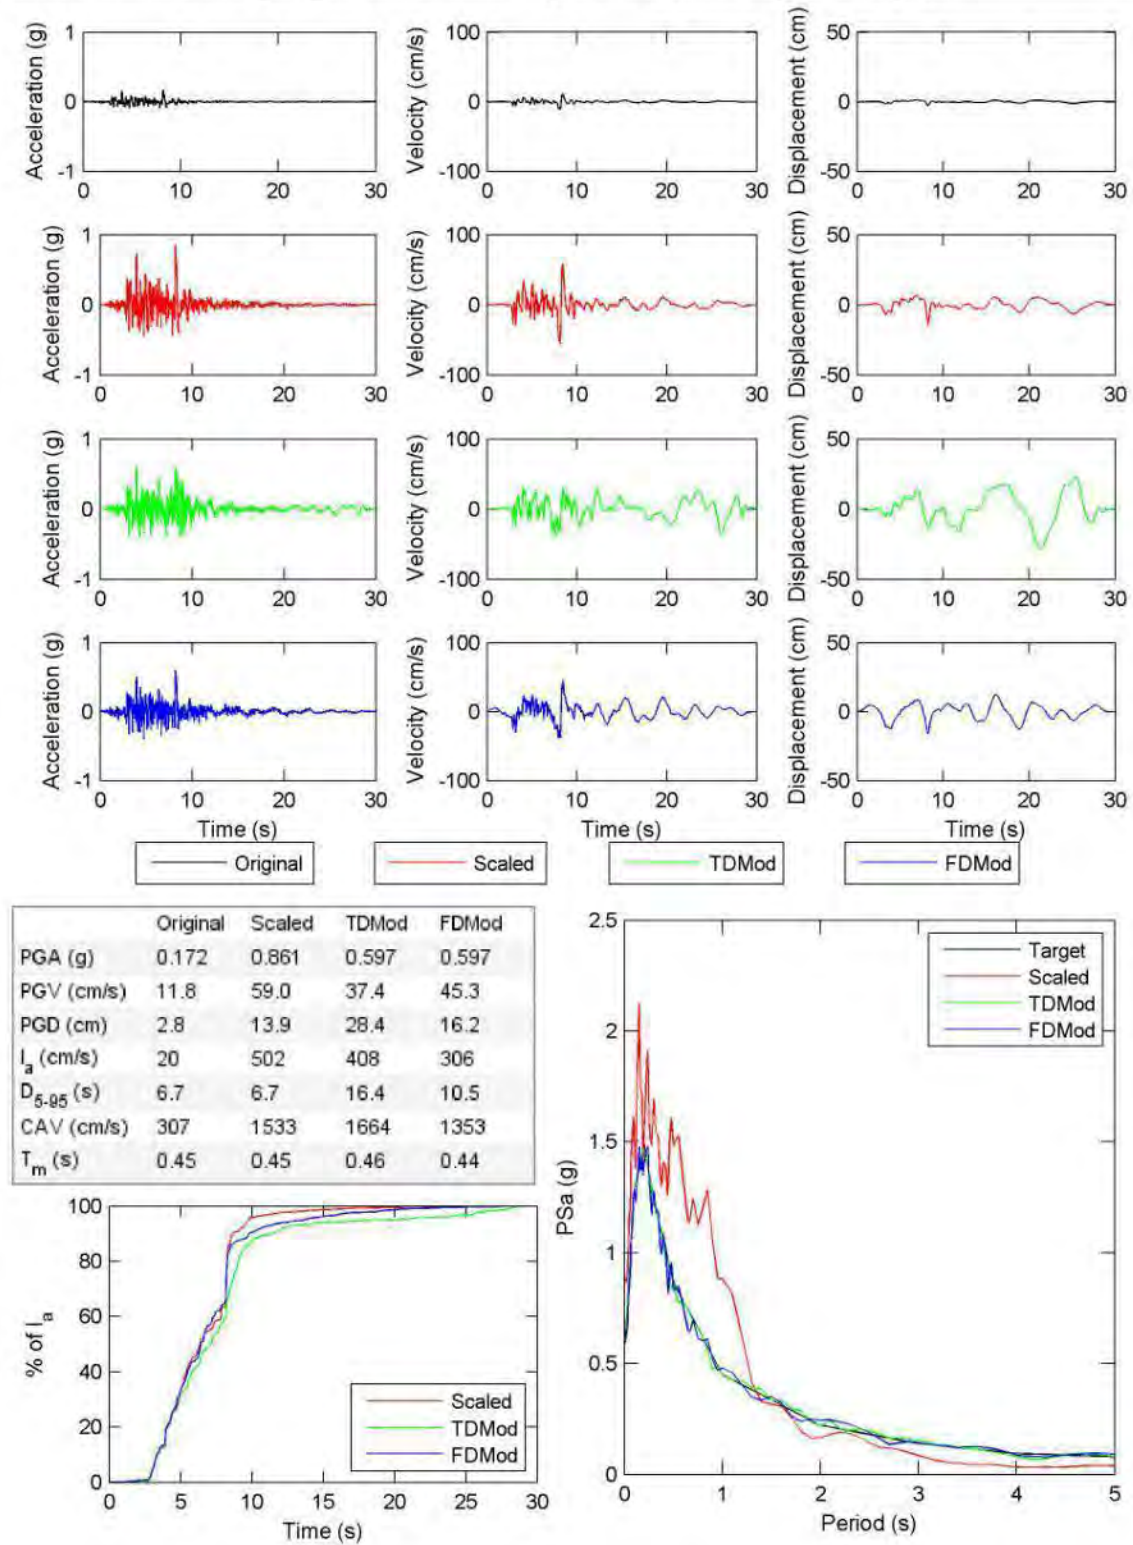 Acceleration (g)
1
0
-1
0 10 20 30
Velocity (cm/s)
100
0
-100
0 10 20 30
Displacement (cm)
50
0
-50
0 10 20 30
Acceleration (g)
1
0
-1
0 10 20 30
Velocity (cm/s)
100
0
-100
0 10 20 30
Displacement (cm)
50
0
-50
0 10 20 30
Acceleration (g)
1
0
-1
0 10 20 30
Velocity (cm/s)
100
0
-100
0 10 20 30
Displacement (cm)
50
0
-50
0 10 20 30
Acceleration (g)
1
0
-1
0 10 20 30
Time (s)
Velocity (cm/s)
100
0
-100
0 10 20 30
Time (s)
Displacement (cm)
50
0
-50
0 10 20 30
Time (s)
Original Scaled TDMod FDMod
Original Scaled TDMod FDMod
PGA (g) 0.172 0.861 0.597 0.597
PGV (cm/s) 11.8 59.0 37.4 45.3
PGD (cm) 2.8 13.9 28.4 16.2
Ia (cm/s) 20 502 408 306
D5-95 (s) 6.7 6.7 16.4 10.5
CAV (cm/s) 307 1533 1664 1353
Tm (s) 0.45 0.45 0.46 0.44
% of Ia
100
80
60
40
20
0
0 5 10 15 20 25 30
Time (s)
Scaled
TDMod
FDMod
PSa (g)
2.5
2
1.5
1
0.5
0
0 1 2 3 4 5
Period (s)
Target
Scaled
TDMod
FDMod